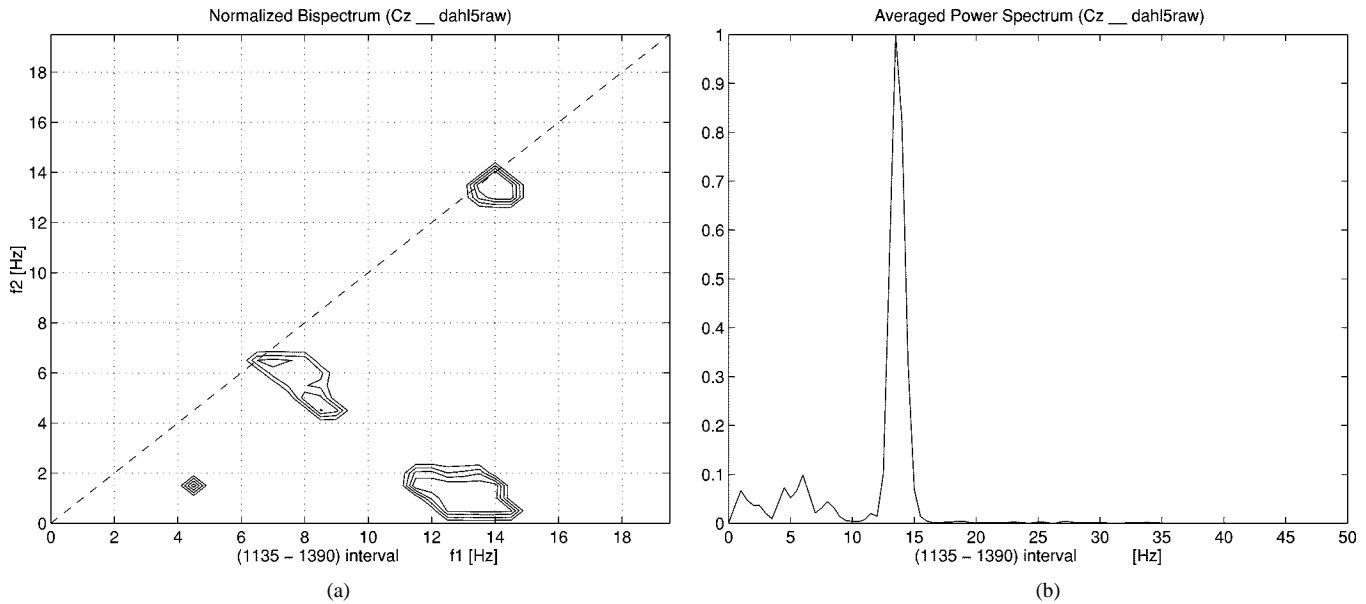 Normalized Bispectrum (Cz __ dahl5raw)
18
16
14
12
10
8
6
4
2
0
f2 [Hz]
0 2 4 6 8 10 12 14 16 18
(1135 − 1390) interval f1 [Hz]
(a)
Averaged Power Spectrum (Cz __ dahl5raw)
1
0.9
0.8
0.7
0.6
0.5
0.4
0.3
0.2
0.1
0
0 5 10 15 20 25 30 35 40 45 50
(1135 − 1390) interval [Hz]
(b)